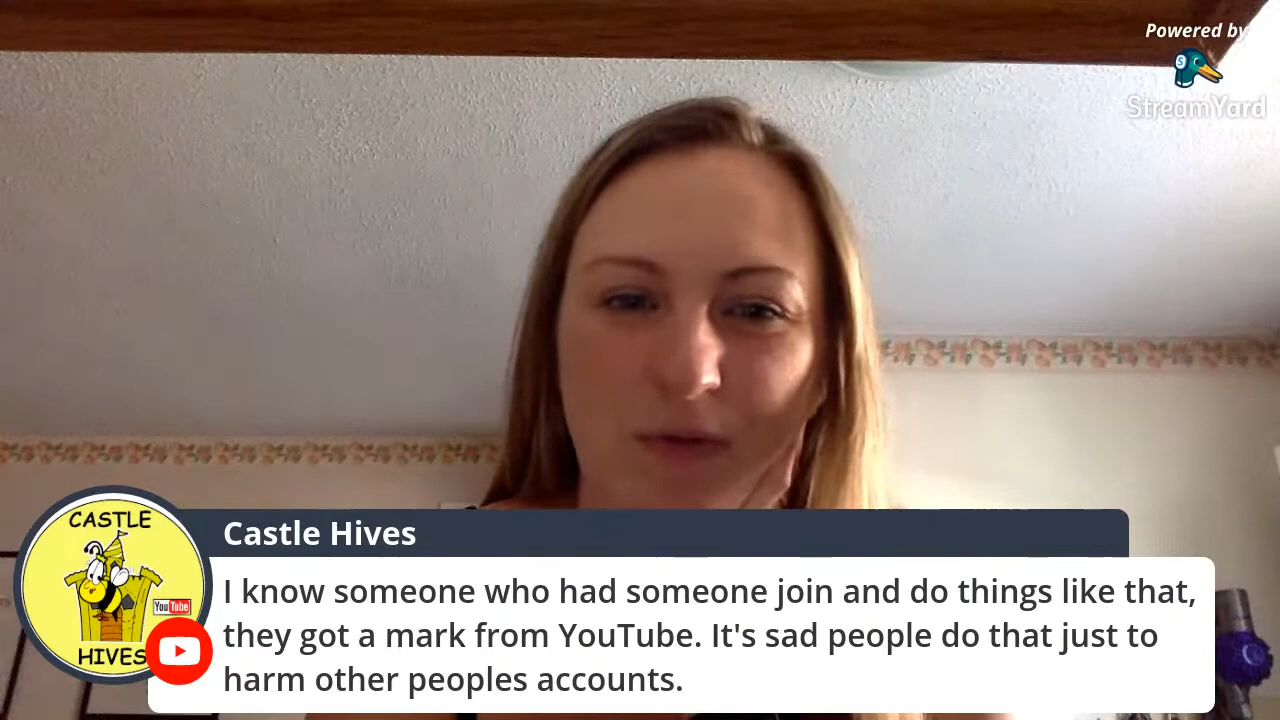 Powered by
StreamYard
CASTLE
YouTube
HIVES
Castle Hives
I know someone who had someone join and do things like that,
they got a mark from YouTube. It's sad people do that just to
harm other peoples accounts.